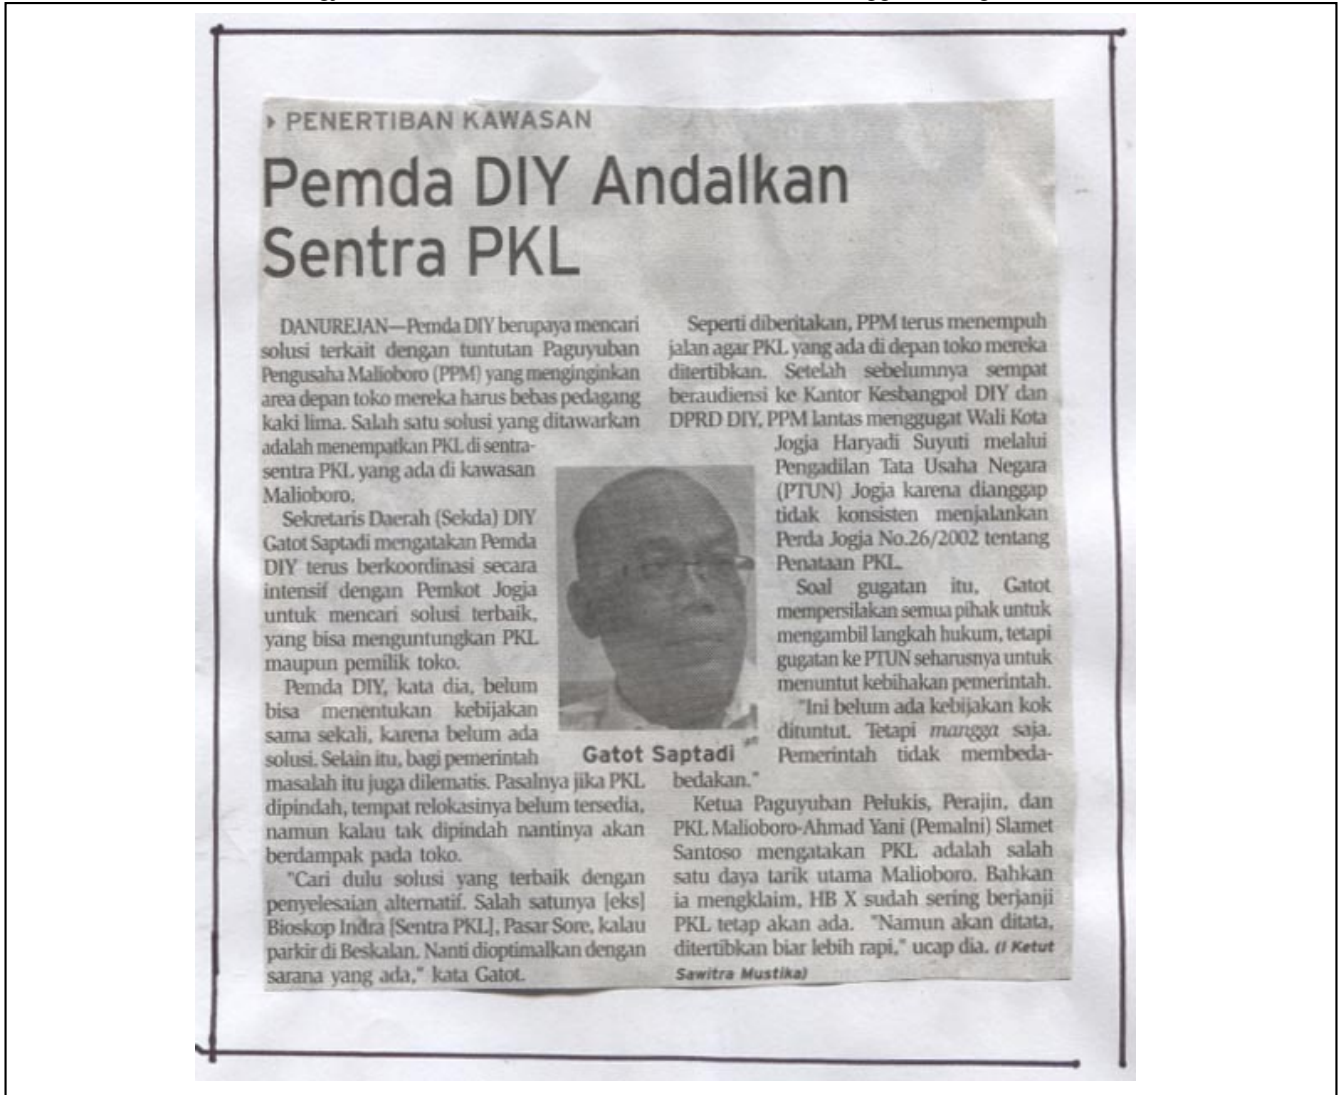 PENERTIBAN KAWASAN
Pemda DIY Andalkan
Sentra PKL
DANUREJAN—Pemda DIY berupaya mencari
solusi terkait dengan tuntutan Paguyuban
Pengusaha Malioboro (PPM) yang menginginkan
area depan toko mereka harus bebas pedagang
kaki lima. Salah satu solusi yang ditawarkan
adalah menempatkan PKL di sentra-
sentra PKL yang ada di kawasan
Malioboro.
Sekretaris Daerah (Sekda) DIY
Gatot Saptadi mengatakan Pemda
DIY terus berkoordinasi secara
intensif dengan Pemkot Jogja
untuk mencari solusi terbaik,
yang bisa menguntungkan PKL
maupun pemilik toko.
Pemda DIY, kata dia, belum
bisa menentukan kebijakan
sama sekali, karena belum ada
solusi. Selain itu, bagi pemerintah
masalah itu juga dilematis. Pasalnya jika PKL
dipindah, tempat relokasinya belum tersedia,
namun kalau tak dipindah nantinya akan
berdampak pada toko.
"Cari dulu solusi yang terbaik dengan
penyelesaian alternatif. Salah satunya [eks]
Bioskop Indra [Sentra PKL], Pasar Sore, kalau
parkir di Beskalan. Nanti dioptimalkan dengan
sarana yang ada," kata Gatot.
Gatot Saptadi
Seperti diberitakan, PPM terus menempuh
jalan agar PKL yang ada di depan toko mereka
ditertibkan. Setelah sebelumnya sempat
beraudiensi ke Kantor Kesbangpol DIY dan
DPRD DIY, PPM lantas menggugat Wali Kota
Jogja Haryadi Suyuti melalui
Pengadilan Tata Usaha Negara
(PTUN) Jogja karena dianggap
tidak konsisten menjalankan
Perda Jogja No.26/2002 tentang
Penataan PKL.
Soal gugatan itu, Gatot
mempersilakan semua pihak untuk
mengambil langkah hukum, tetapi
gugatan ke PTUN seharusnya untuk
menuntut kebihakan pemerintah.
"Ini belum ada kebijakan kok
dituntut. Tetapi mangga saja.
Pemerintah tidak membeda-
bedakan."
Ketua Paguyuban Pelukis, Perajin, dan
PKL Malioboro-Ahmad Yani (Pemalni) Slamet
Santoso mengatakan PKL adalah salah
satu daya tarik utama Malioboro. Bahkan
ia mengklaim, HB X sudah sering berjanji
PKL tetap akan ada. "Namun akan ditata,
ditertibkan biar lebih rapi," ucap dia. (I Ketut
Sawitra Mustika)